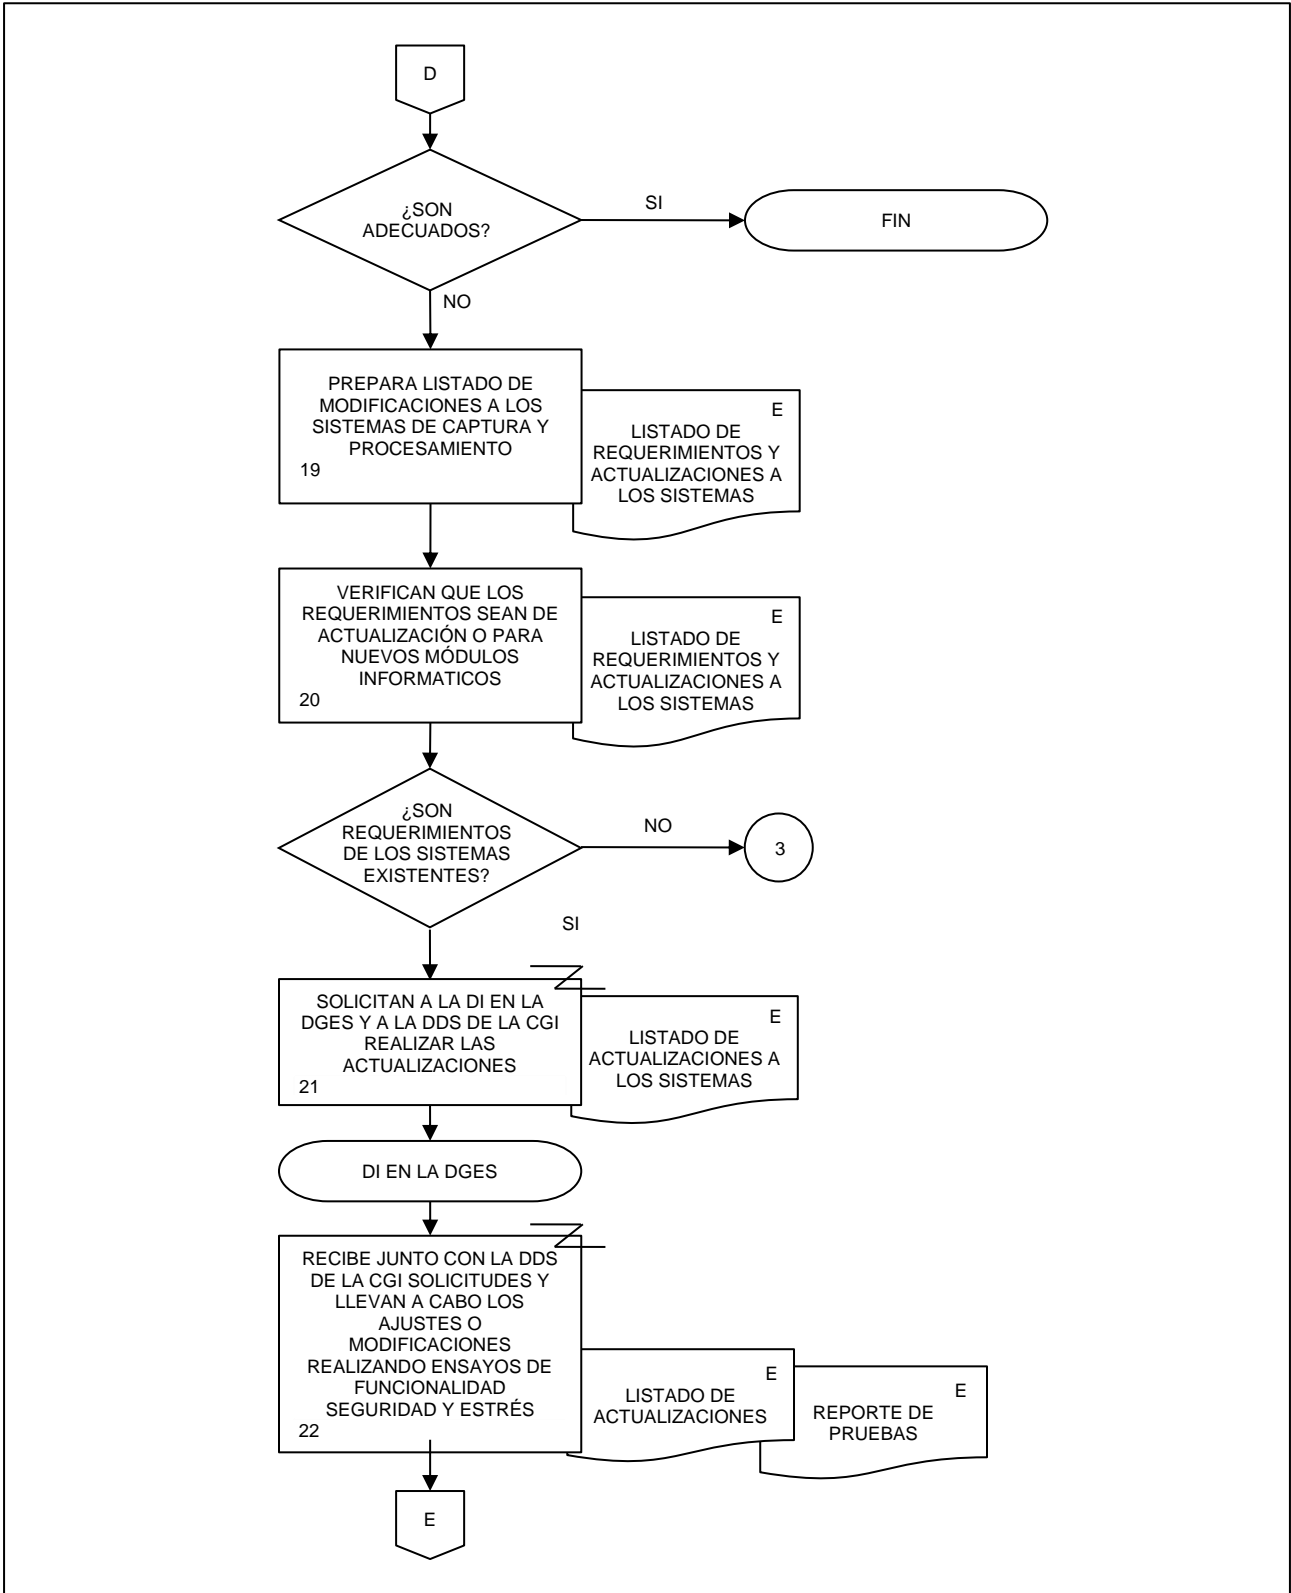 D
¿SON
ADECUADOS?
SI
FIN
NO
PREPARA LISTADO DE
MODIFICACIONES A LOS
SISTEMAS DE CAPTURA Y
PROCESAMIENTO
19
E
LISTADO DE
REQUERIMIENTOS Y
ACTUALIZACIONES A
LOS SISTEMAS
VERIFICAN QUE LOS
REQUERIMIENTOS SEAN DE
ACTUALIZACIÓN O PARA
NUEVOS MÓDULOS
INFORMATICOS
20
E
LISTADO DE
REQUERIMIENTOS Y
ACTUALIZACIONES A
LOS SISTEMAS
¿SON
REQUERIMIENTOS
DE LOS SISTEMAS
EXISTENTES?
NO
3
SI
SOLICITAN A LA DI EN LA
DGES Y A LA DDS DE LA CGI
REALIZAR LAS
ACTUALIZACIONES
21
E
LISTADO DE
ACTUALIZACIONES A
LOS SISTEMAS
DI EN LA DGES
RECIBE JUNTO CON LA DDS
DE LA CGI SOLICITUDES Y
LLEVAN A CABO LOS
AJUSTES O
MODIFICACIONES
REALIZANDO ENSAYOS DE
FUNCIONALIDAD
SEGURIDAD Y ESTRÉS
22
E
LISTADO DE
ACTUALIZACIONES
E
REPORTE DE
PRUEBAS
E